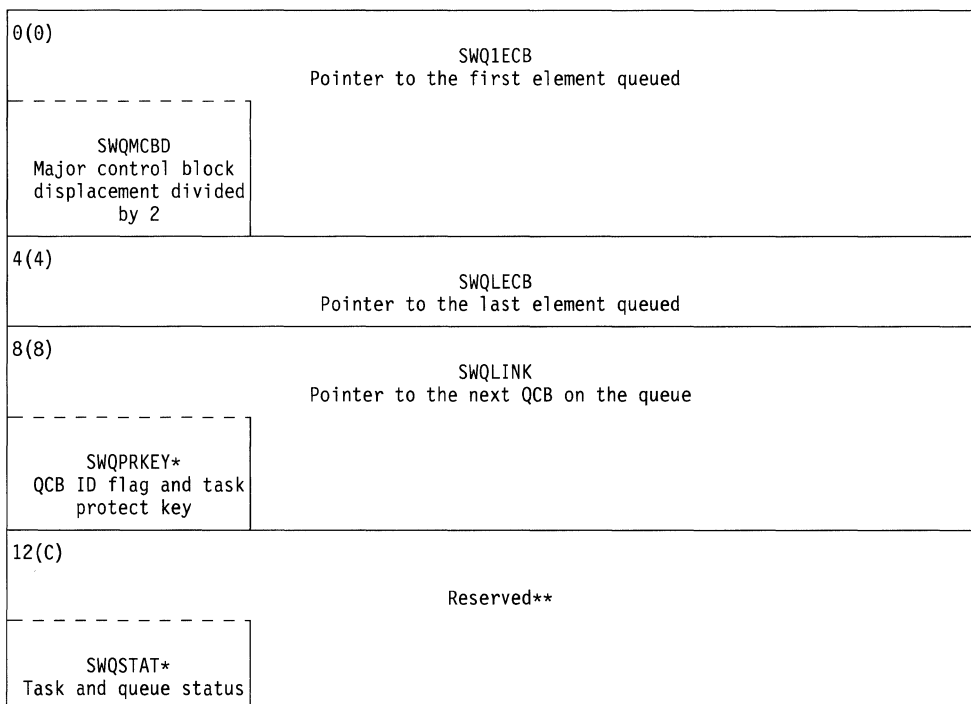 0(0)
SWQ1ECB
Pointer to the first element queued
SWQMCBD
Major control block
displacement divided
by 2
4(4)
SWQLECB
Pointer to the last element queued
8(8)
SWQLINK
Pointer to the next QCB on the queue
SWQPRKEY*
QCB ID flag and task
protect key
12(C)
Reserved**
SWQSTAT*
Task and queue status